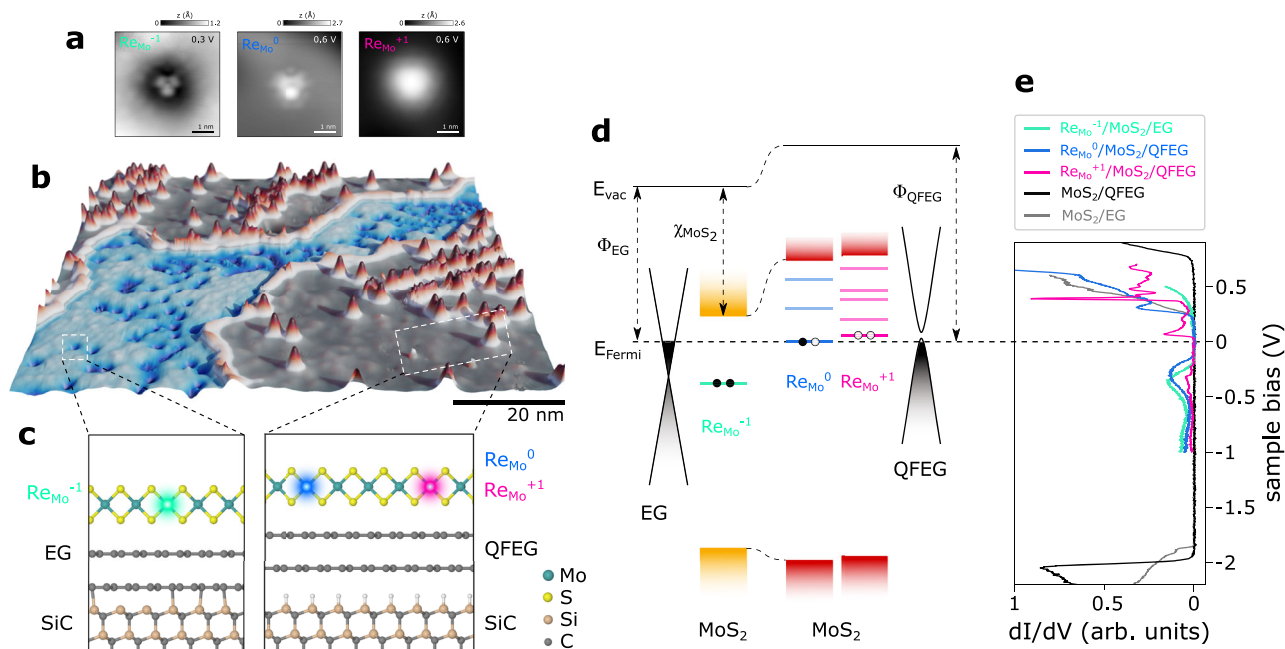 a
z (Å)
0 1.2
Re_Mo^-1
0.3 V
1 nm
z (Å)
0 2.7
Re_Mo^0
0.6 V
1 nm
z (Å)
0 2.6
Re_Mo^+1
0.6 V
1 nm
b
20 nm
c
Re_Mo^-1
EG
SiC
Re_Mo^0
Re_Mo^+1
QFEG
SiC
Mo
S
Si
C
d
E_vac
Φ_EG
χ_MoS₂
Φ_QFEG
E_Fermi
Re_Mo^-1
Re_Mo^0
Re_Mo^+1
EG
QFEG
MoS₂
MoS₂
e
Re_Mo^-1/MoS₂/EG
Re_Mo^0/MoS₂/QFEG
Re_Mo^+1/MoS₂/QFEG
MoS₂/QFEG
MoS₂/EG
0.5
0
-0.5
-1
-1.5
-2
sample bias (V)
1 0.5 0
dI/dV (arb. units)